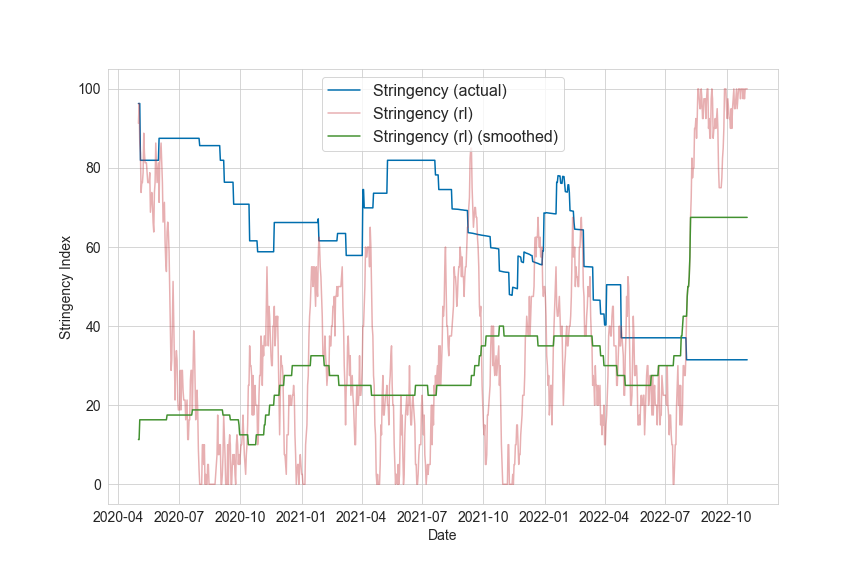 Stringency (actual)
Stringency (rl)
Stringency (rl) (smoothed)
Stringency Index
100
80
60
40
20
0
2020-04 2020-07 2020-10 2021-01 2021-04 2021-07 2021-10 2022-01 2022-04 2022-07 2022-10
Date